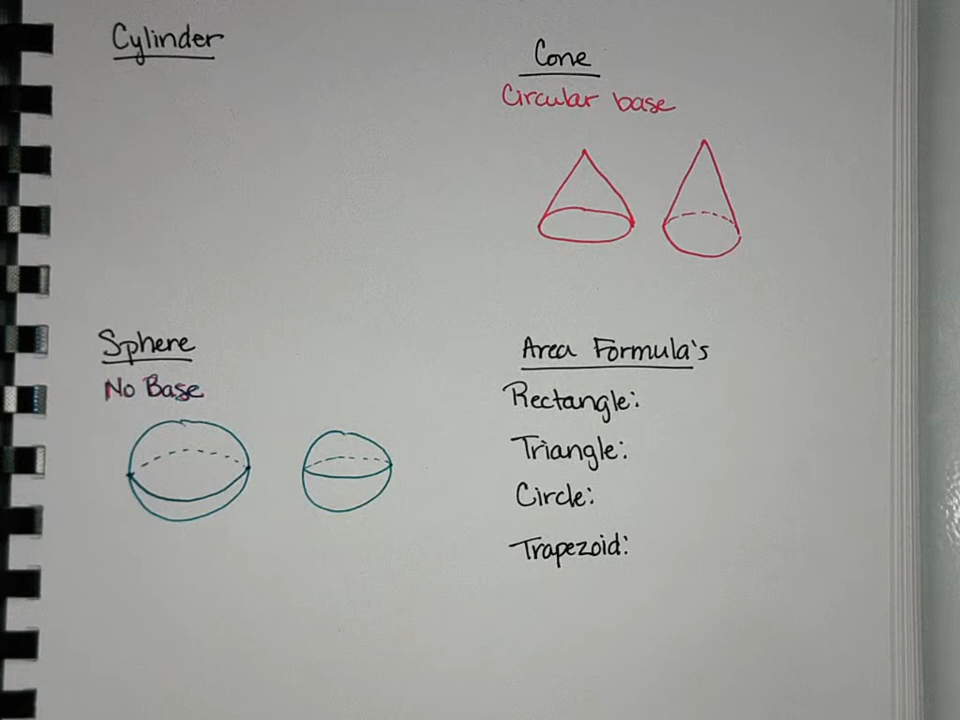 Cylinder
Cone
Circular base
Sphere
No Base
Area Formula's
Rectangle:
Triangle:
Circle:
Trapezoid: